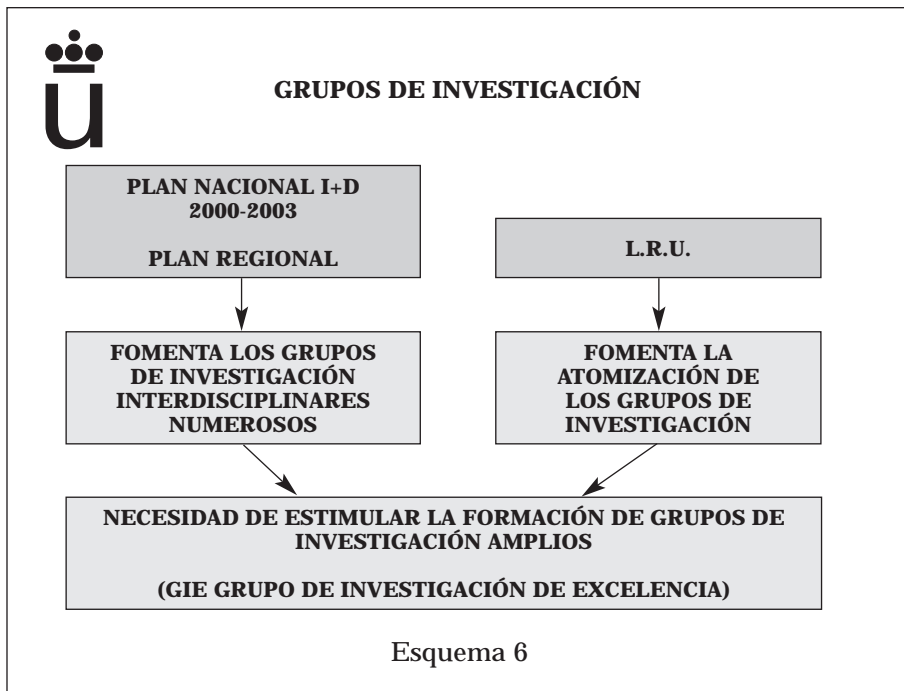 u
GRUPOS DE INVESTIGACIÓN
PLAN NACIONAL I+D
2000-2003
PLAN REGIONAL
L.R.U.
FOMENTA LOS GRUPOS
DE INVESTIGACIÓN
INTERDISCIPLINARES
NUMEROSOS
FOMENTA LA
ATOMIZACIÓN DE
LOS GRUPOS DE
INVESTIGACIÓN
NECESIDAD DE ESTIMULAR LA FORMACIÓN DE GRUPOS DE
INVESTIGACIÓN AMPLIOS
(GIE GRUPO DE INVESTIGACIÓN DE EXCELENCIA)
Esquema 6